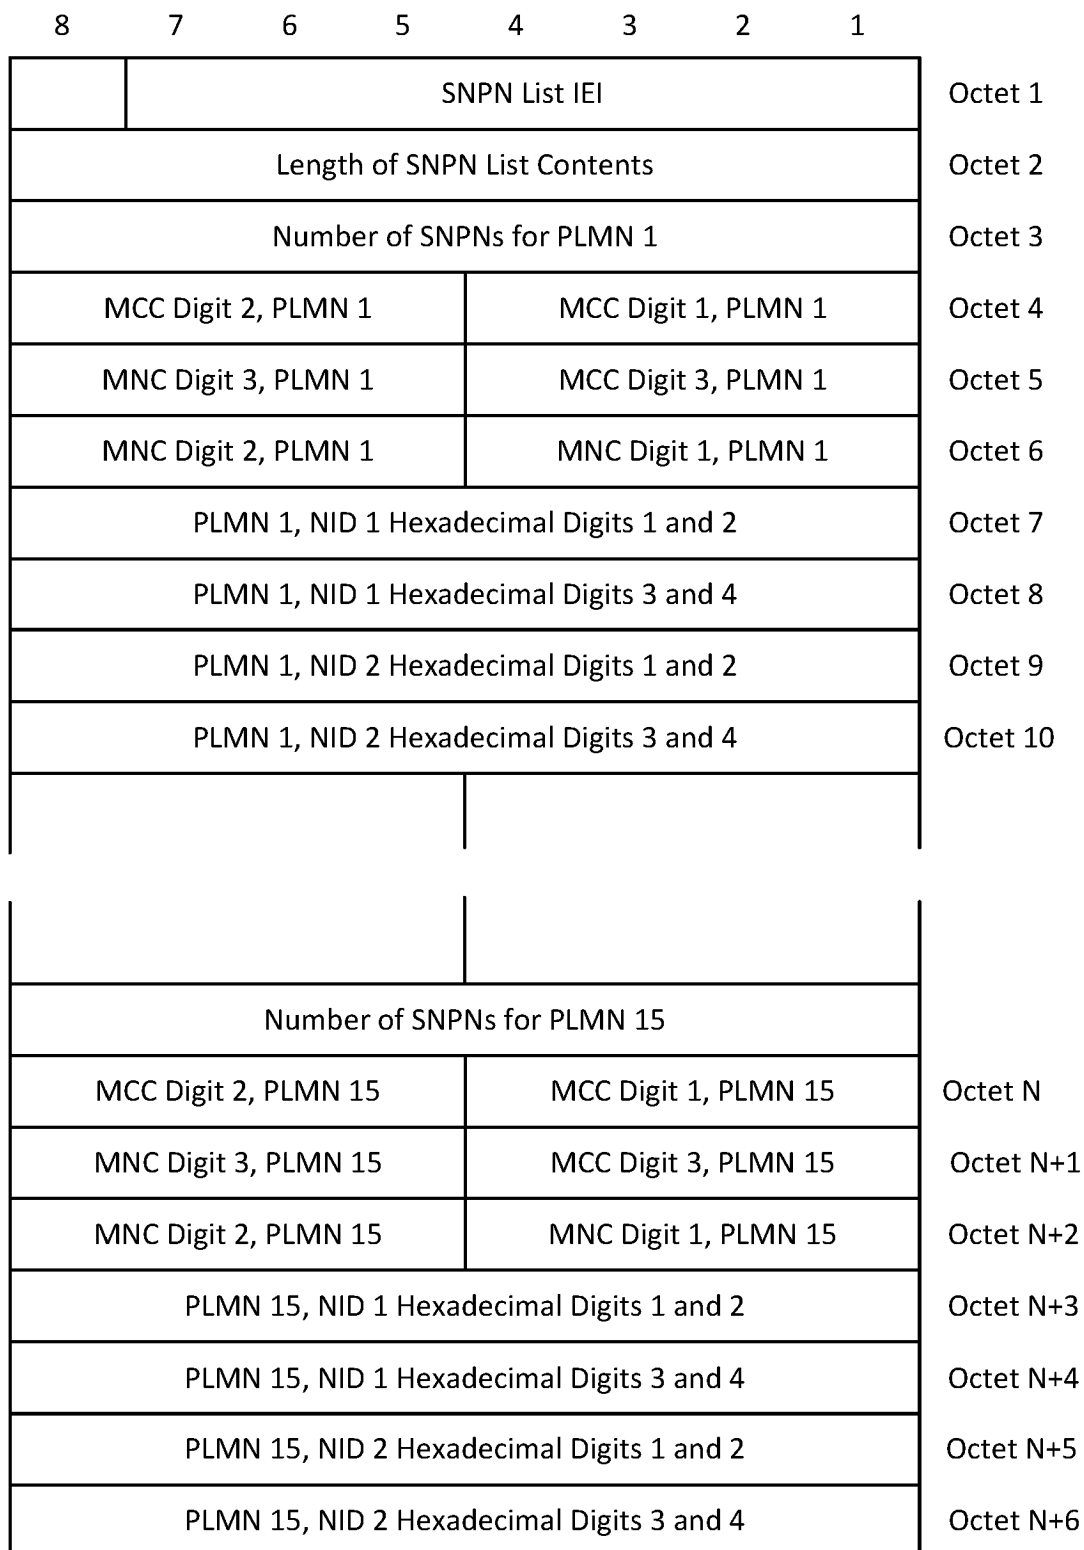 8 7 6 5 4 3 2 1
SNPN List IEI Octet 1
Length of SNPN List Contents Octet 2
Number of SNPNs for PLMN 1 Octet 3
MCC Digit 2, PLMN 1 MCC Digit 1, PLMN 1 Octet 4
MNC Digit 3, PLMN 1 MCC Digit 3, PLMN 1 Octet 5
MNC Digit 2, PLMN 1 MNC Digit 1, PLMN 1 Octet 6
PLMN 1, NID 1 Hexadecimal Digits 1 and 2 Octet 7
PLMN 1, NID 1 Hexadecimal Digits 3 and 4 Octet 8
PLMN 1, NID 2 Hexadecimal Digits 1 and 2 Octet 9
PLMN 1, NID 2 Hexadecimal Digits 3 and 4 Octet 10
Number of SNPNs for PLMN 15
MCC Digit 2, PLMN 15 MCC Digit 1, PLMN 15 Octet N
MNC Digit 3, PLMN 15 MCC Digit 3, PLMN 15 Octet N+1
MNC Digit 2, PLMN 15 MNC Digit 1, PLMN 15 Octet N+2
PLMN 15, NID 1 Hexadecimal Digits 1 and 2 Octet N+3
PLMN 15, NID 1 Hexadecimal Digits 3 and 4 Octet N+4
PLMN 15, NID 2 Hexadecimal Digits 1 and 2 Octet N+5
PLMN 15, NID 2 Hexadecimal Digits 3 and 4 Octet N+6